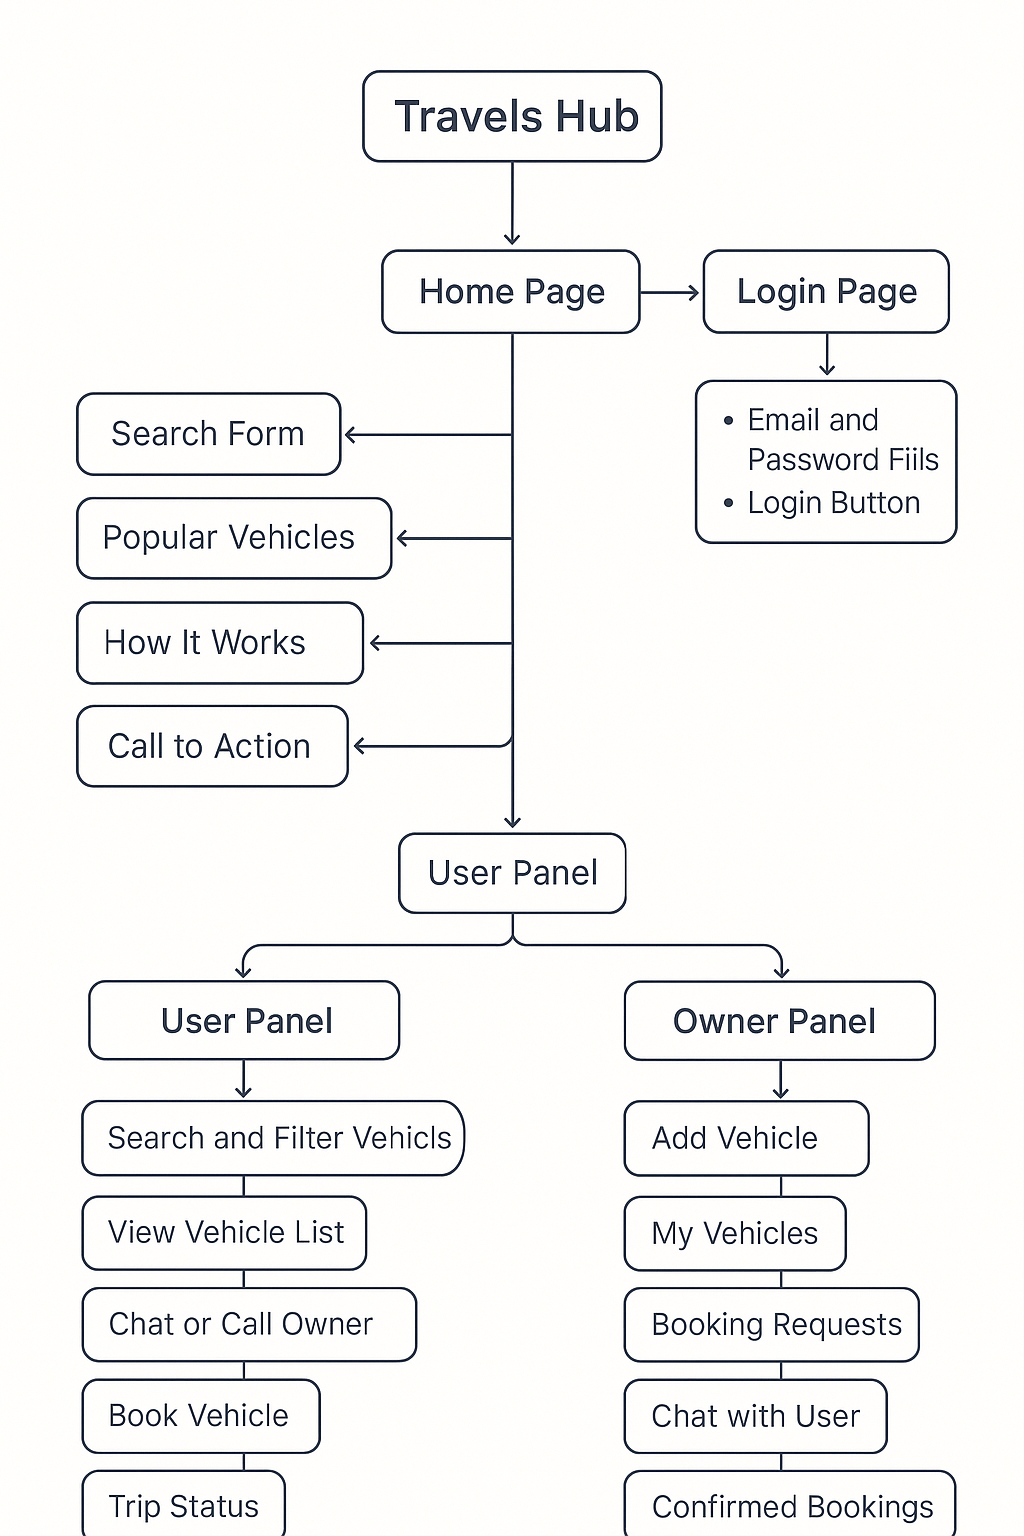 Travels Hub
Home Page
Login Page
• Email and
Password Fiils
• Login Button
Search Form
Popular Vehicles
How It Works
Call to Action
User Panel
User Panel
Owner Panel
Search and Filter Vehicls
Add Vehicle
View Vehicle List
My Vehicles
Chat or Call Owner
Booking Requests
Book Vehicle
Chat with User
Trip Status
Confirmed Bookings